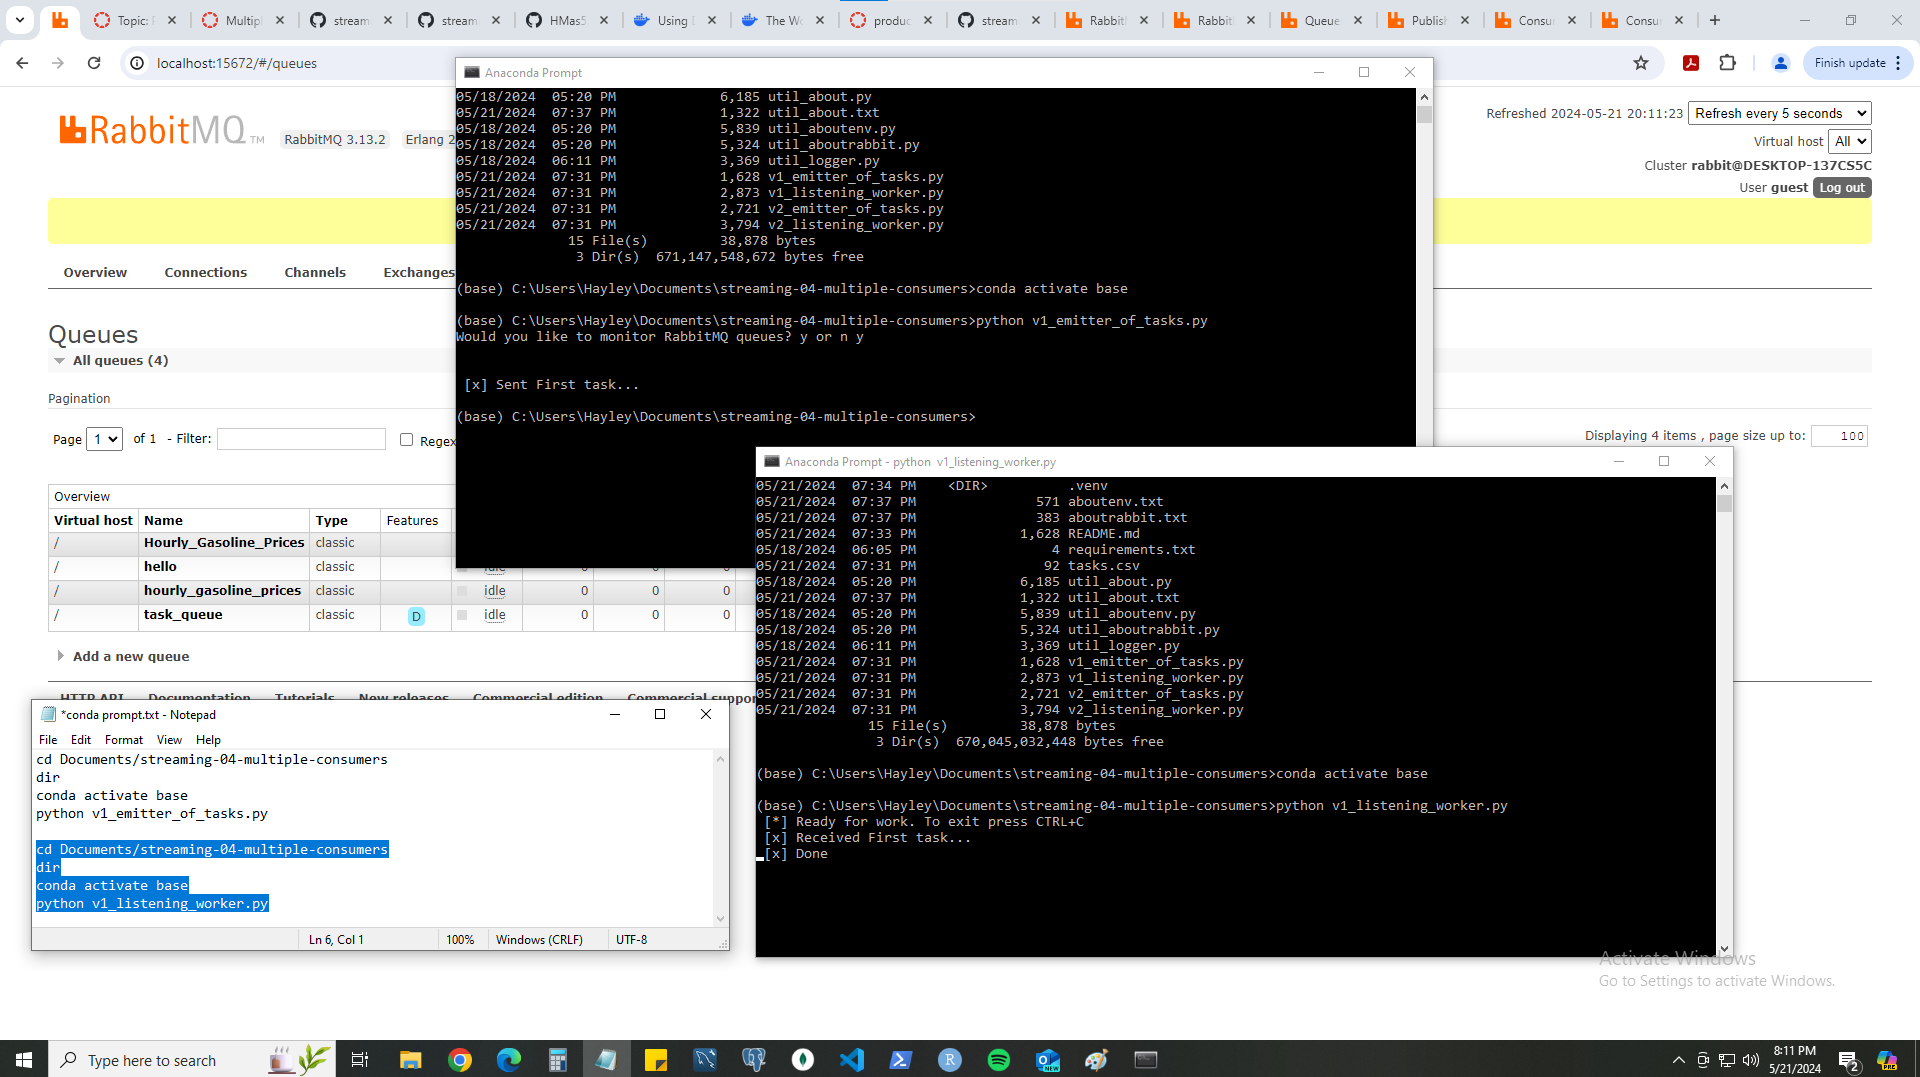 Topic:
Multipl
stream
stream
HMas5
Using D
The Wo
produc
stream
Rabbit
Rabbit
Queue
Publish
Consu
Consu
localhost:15672/#/queues
Finish update
RabbitMQ TM
RabbitMQ 3.13.2
Erlang 2
Refreshed 2024-05-21 20:11:23
Refresh every 5 seconds
Virtual host All
Cluster rabbit@DESKTOP-137CS5C
User guest Log out
Overview Connections Channels Exchanges
Queues
All queues (4)
Pagination
Page 1 of 1 - Filter: Regex
Displaying 4 items , page size up to: 100
Overview
Virtual host Name Type Features
/ Hourly_Gasoline_Prices classic
/ hello classic idle 0 0 0
/ hourly_gasoline_prices classic idle 0 0 0
/ task_queue classic D idle 0 0 0
Add a new queue
HTTP API Documentation Tutorials New releases Commercial edition Commercial suppor
Anaconda Prompt
05/18/2024 05:20 PM 6,185 util_about.py
05/21/2024 07:37 PM 1,322 util_about.txt
05/18/2024 05:20 PM 5,839 util_aboutenv.py
05/18/2024 05:20 PM 5,324 util_aboutrabbit.py
05/18/2024 06:11 PM 3,369 util_logger.py
05/21/2024 07:31 PM 1,628 v1_emitter_of_tasks.py
05/21/2024 07:31 PM 2,873 v1_listening_worker.py
05/21/2024 07:31 PM 2,721 v2_emitter_of_tasks.py
05/21/2024 07:31 PM 3,794 v2_listening_worker.py
15 File(s) 38,878 bytes
3 Dir(s) 671,147,548,672 bytes free
(base) C:\Users\Hayley\Documents\streaming-04-multiple-consumers>conda activate base
(base) C:\Users\Hayley\Documents\streaming-04-multiple-consumers>python v1_emitter_of_tasks.py
Would you like to monitor RabbitMQ queues? y or n y
[x] Sent First task...
(base) C:\Users\Hayley\Documents\streaming-04-multiple-consumers>
Anaconda Prompt - python v1_listening_worker.py
05/21/2024 07:34 PM <DIR> .venv
05/21/2024 07:37 PM 571 aboutenv.txt
05/21/2024 07:37 PM 383 aboutrabbit.txt
05/21/2024 07:33 PM 1,628 README.md
05/18/2024 06:05 PM 4 requirements.txt
05/21/2024 07:31 PM 92 tasks.csv
05/18/2024 05:20 PM 6,185 util_about.py
05/21/2024 07:37 PM 1,322 util_about.txt
05/18/2024 05:20 PM 5,839 util_aboutenv.py
05/18/2024 05:20 PM 5,324 util_aboutrabbit.py
05/18/2024 06:11 PM 3,369 util_logger.py
05/21/2024 07:31 PM 1,628 v1_emitter_of_tasks.py
05/21/2024 07:31 PM 2,873 v1_listening_worker.py
05/21/2024 07:31 PM 2,721 v2_emitter_of_tasks.py
05/21/2024 07:31 PM 3,794 v2_listening_worker.py
15 File(s) 38,878 bytes
3 Dir(s) 670,045,032,448 bytes free
(base) C:\Users\Hayley\Documents\streaming-04-multiple-consumers>conda activate base
(base) C:\Users\Hayley\Documents\streaming-04-multiple-consumers>python v1_listening_worker.py
[*] Ready for work. To exit press CTRL+C
[x] Received First task...
[x] Done
*conda prompt.txt - Notepad
File Edit Format View Help
cd Documents/streaming-04-multiple-consumers
dir
conda activate base
python v1_emitter_of_tasks.py
cd Documents/streaming-04-multiple-consumers
dir
conda activate base
python v1_listening_worker.py
Ln 6, Col 1 100% Windows (CRLF) UTF-8
Activate Windows
Go to Settings to activate Windows.
Type here to search
8:11 PM
5/21/2024
2